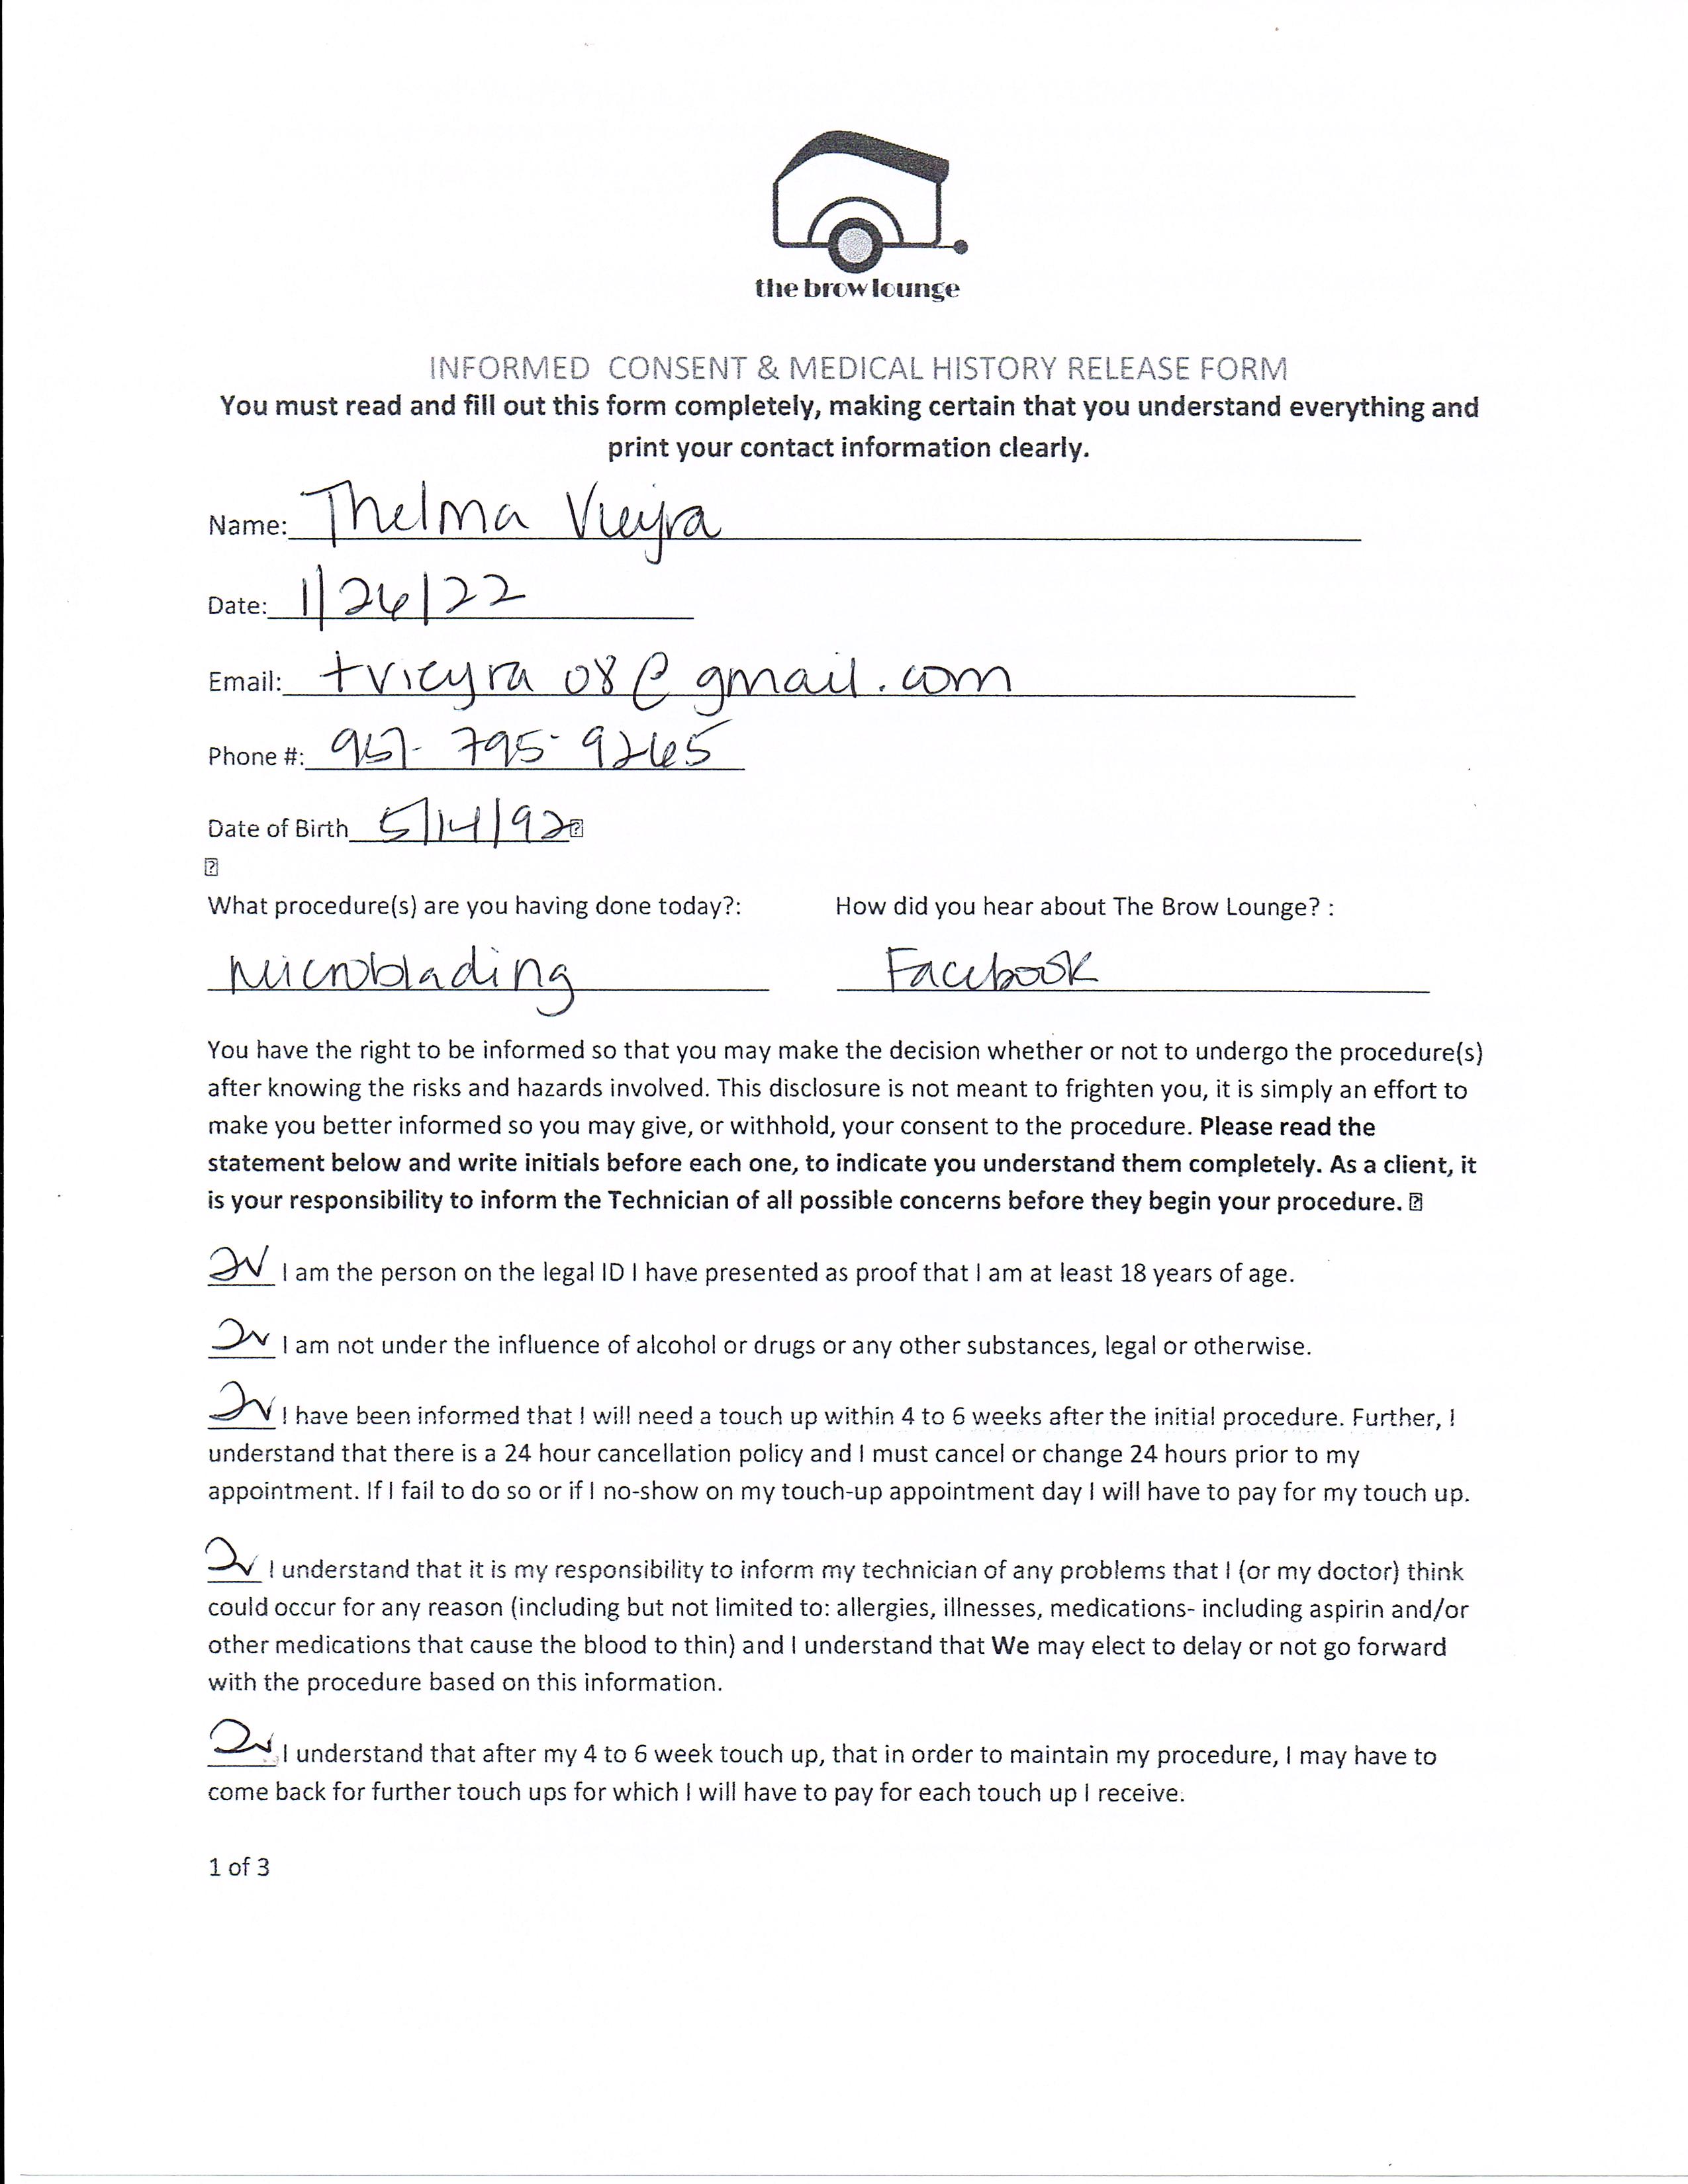 the brow lounge
INFORMED CONSENT & MEDICAL HISTORY RELEASE FORM
You must read and fill out this form completely, making certain that you understand everything and
print your contact information clearly.
Name: Thelma Vieyra
Date: 1/26/22
Email: tvieyra08@gmail.com
Phone #: 957-795-9265
Date of Birth 5/14/92
What procedure(s) are you having done today?: How did you hear about The Brow Lounge? :
Microblading Facebook
You have the right to be informed so that you may make the decision whether or not to undergo the procedure(s)
after knowing the risks and hazards involved. This disclosure is not meant to frighten you, it is simply an effort to
make you better informed so you may give, or withhold, your consent to the procedure. Please read the
statement below and write initials before each one, to indicate you understand them completely. As a client, it
is your responsibility to inform the Technician of all possible concerns before they begin your procedure.
I am the person on the legal ID I have presented as proof that I am at least 18 years of age.
I am not under the influence of alcohol or drugs or any other substances, legal or otherwise.
I have been informed that I will need a touch up within 4 to 6 weeks after the initial procedure. Further, I
understand that there is a 24 hour cancellation policy and I must cancel or change 24 hours prior to my
appointment. If I fail to do so or if I no-show on my touch-up appointment day I will have to pay for my touch up.
I understand that it is my responsibility to inform my technician of any problems that I (or my doctor) think
could occur for any reason (including but not limited to: allergies, illnesses, medications- including aspirin and/or
other medications that cause the blood to thin) and I understand that We may elect to delay or not go forward
with the procedure based on this information.
I understand that after my 4 to 6 week touch up, that in order to maintain my procedure, I may have to
come back for further touch ups for which I will have to pay for each touch up I receive.
1 of 3